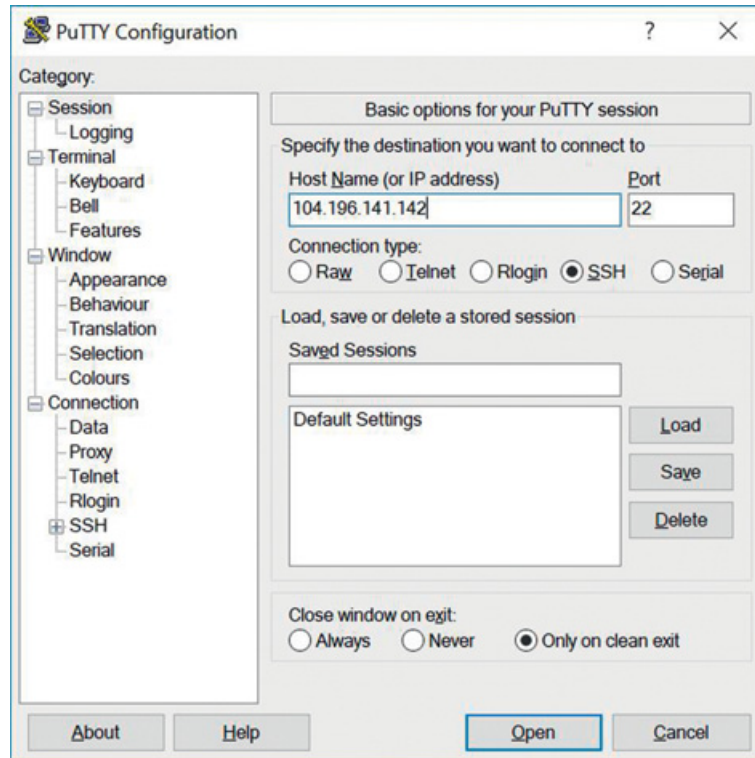 PuTTY Configuration
Category:
Session
Logging
Terminal
Keyboard
Bell
Features
Window
Appearance
Behaviour
Translation
Selection
Colours
Connection
Data
Proxy
Telnet
Rlogin
SSH
Serial
Basic options for your PuTTY session
Specify the destination you want to connect to
Host Name (or IP address) Port
104.196.141.142 22
Connection type:
Raw Telnet Rlogin SSH Serial
Load, save or delete a stored session
Saved Sessions
Default Settings
Load
Save
Delete
Close window on exit:
Always Never Only on clean exit
About Help Open Cancel